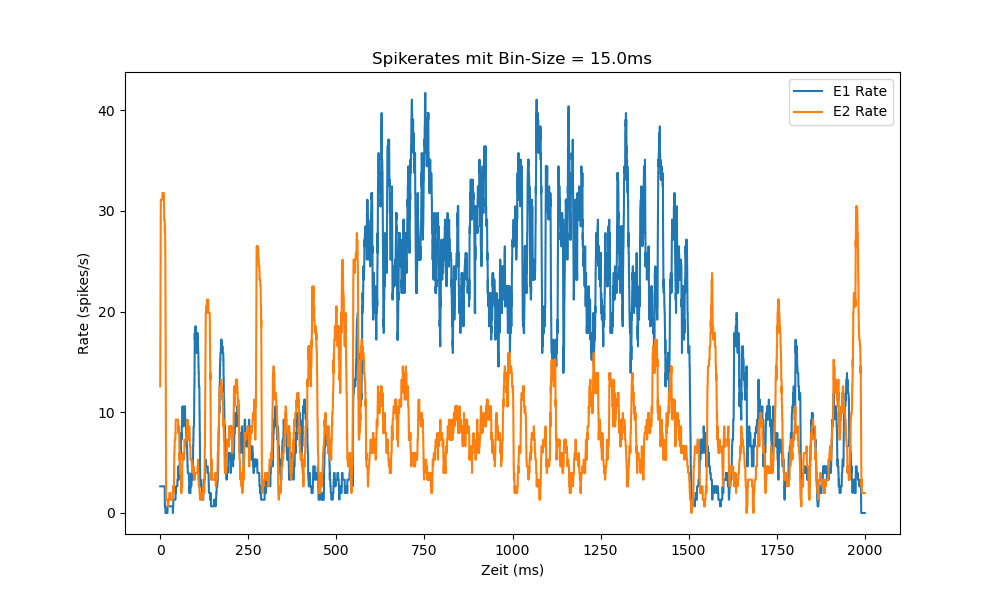 Spikerates mit Bin-Size = 15.0ms
E1 Rate
E2 Rate
Rate (spikes/s)
40
30
20
10
0
0 250 500 750 1000 1250 1500 1750 2000
Zeit (ms)